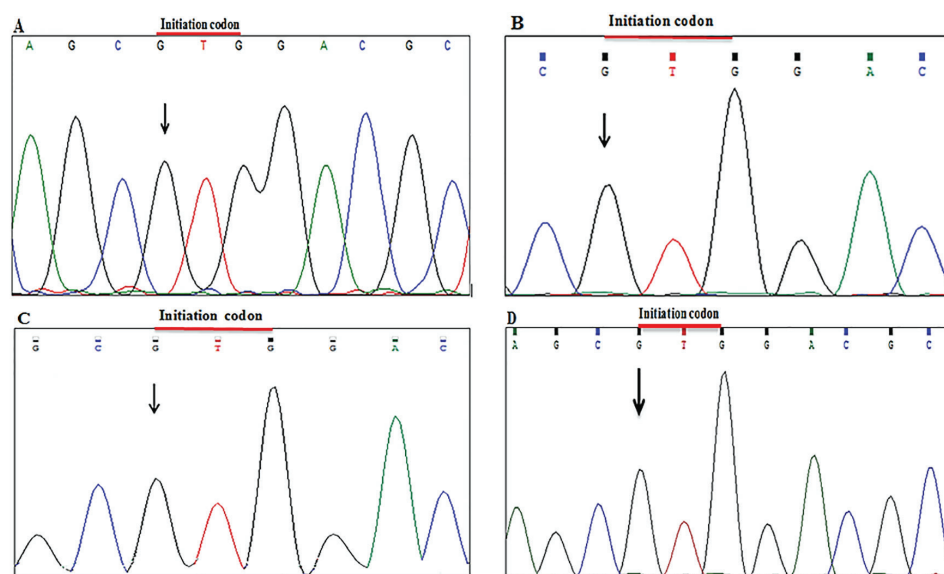 A
Initiation codon
A G C G T G G A C G C
B
Initiation codon
C G T G G A C
C
Initiation codon
G C G T G G A C
D
Initiation codon
A G C G T G G A C G C